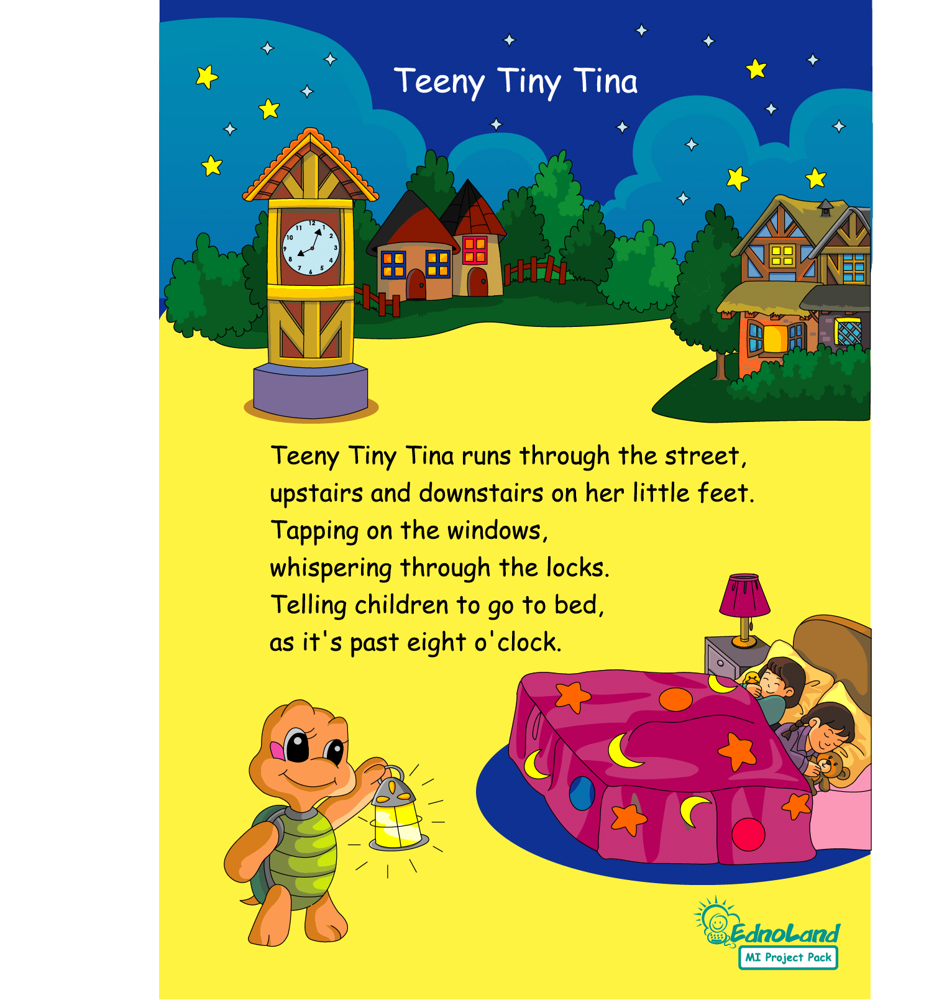 Teeny Tiny Tina
12
1
11
2
10
3
9
4
8
5
7
6
Teeny Tiny Tina runs through the street,
upstairs and downstairs on her little feet.
Tapping on the windows,
whispering through the locks.
Telling children to go to bed,
as it's past eight o'clock.
EdnoLand
MI Project Pack